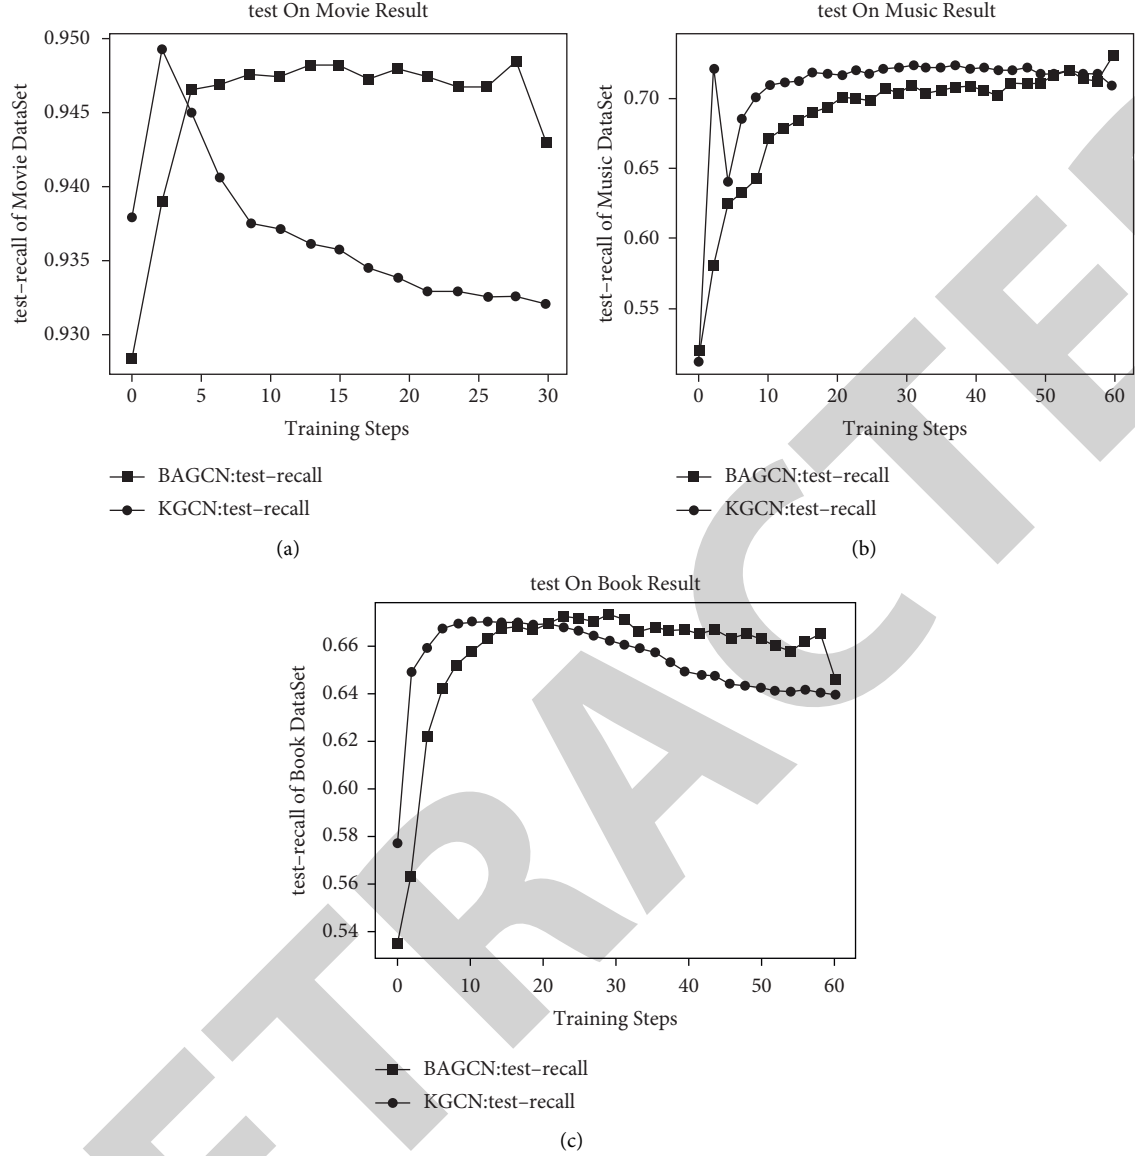 test On Movie Result
test–recall of Movie DataSet
0.950
0.945
0.940
0.935
0.930
0 5 10 15 20 25 30
Training Steps
BAGCN:test–recall
KGCN:test–recall
(a)
test On Music Result
test–recall of Music DataSet
0.70
0.65
0.60
0.55
0 10 20 30 40 50 60
Training Steps
BAGCN:test–recall
KGCN:test–recall
(b)
test On Book Result
test–recall of Book DataSet
0.66
0.64
0.62
0.60
0.58
0.56
0.54
0 10 20 30 40 50 60
Training Steps
BAGCN:test–recall
KGCN:test–recall
(c)
ETRACTE